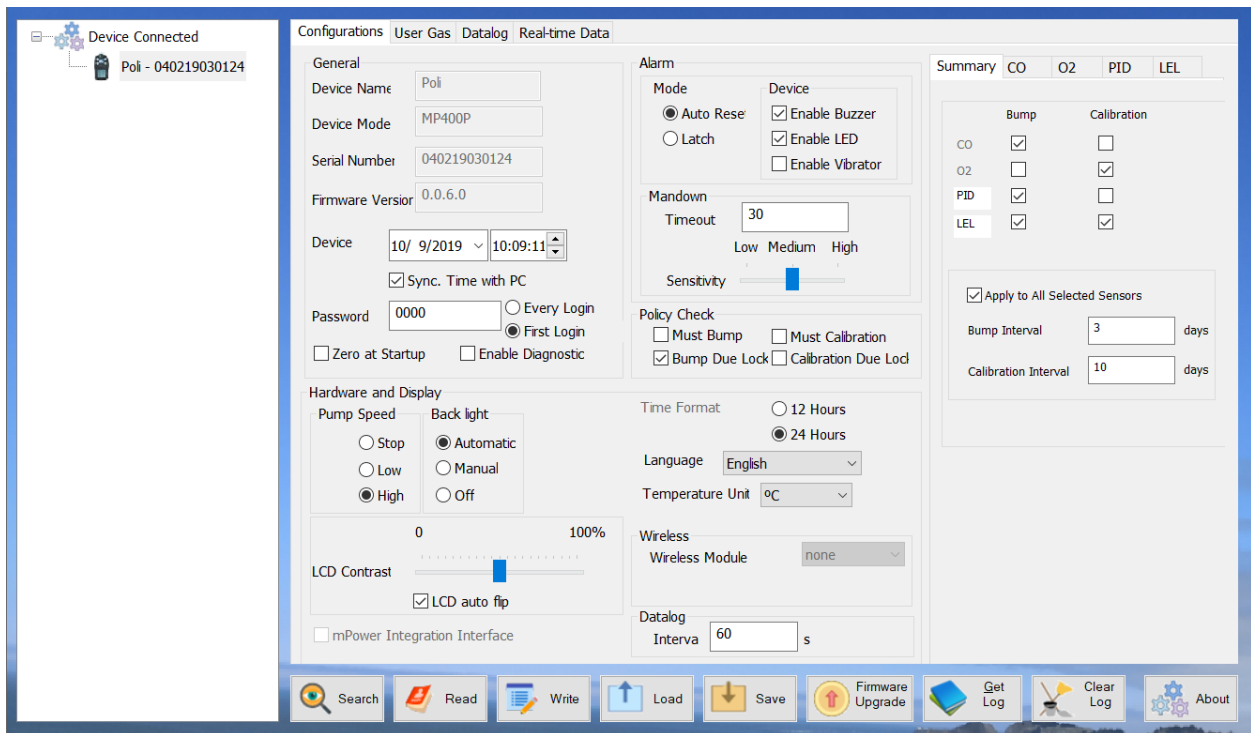 Device Connected
Poli - 040219030124
Configurations User Gas Datalog Real-time Data
General
Device Name Poli
Device Mode MP400P
Serial Number 040219030124
Firmware Versior 0.0.6.0
Device 10/ 9/2019 10:09:11
Sync. Time with PC
Password 0000 Every Login
First Login
Zero at Startup Enable Diagnostic
Hardware and Display
Pump Speed Back light
Stop Automatic
Low Manual
High Off
0 100%
LCD Contrast
LCD auto flip
mPower Integration Interface
Alarm
Mode Device
Auto Rese Enable Buzzer
Latch Enable LED
Enable Vibrator
Mandown
Timeout 30
Low Medium High
Sensitivity
Policy Check
Must Bump Must Calibration
Bump Due Lock Calibration Due Locl
Time Format 12 Hours
24 Hours
Language English
Temperature Unit ºC
Wireless
Wireless Module none
Datalog
Interva 60 s
Summary CO O2 PID LEL
Bump Calibration
CO
O2
PID
LEL
Apply to All Selected Sensors
Bump Interval 3 days
Calibration Interval 10 days
Search Read Write Load Save Firmware Upgrade Get Log Clear Log About